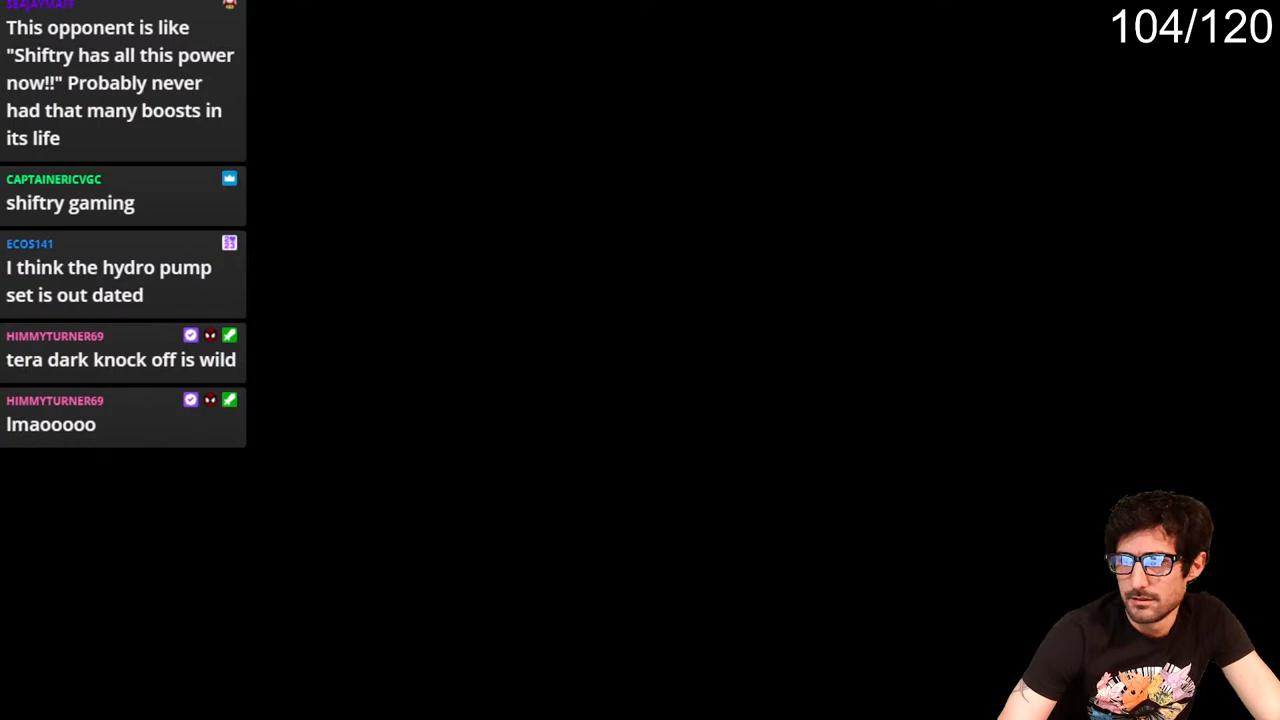 SEAJAYMATT
104/120
This opponent is like
"Shiftry has all this power
now!!" Probably never
had that many boosts in
its life
CAPTAINERICVGC
shiftry gaming
ECOS141
I think the hydro pump
set is out dated
HIMMYTURNER69
tera dark knock off is wild
HIMMYTURNER69
lmaooooo